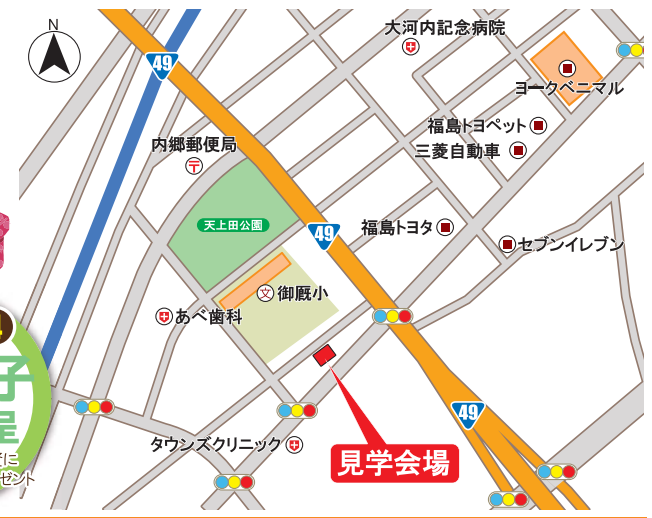 N
大河内記念病院
49
ヨークベニマル
福島トヨペット
内郷郵便局
三菱自動車
天上田公園
49
福島トヨタ
セブンイレブン
文
御厩小
あべ歯科
子
49
タウンズクリニック
見学会場
呈
に
ゼント